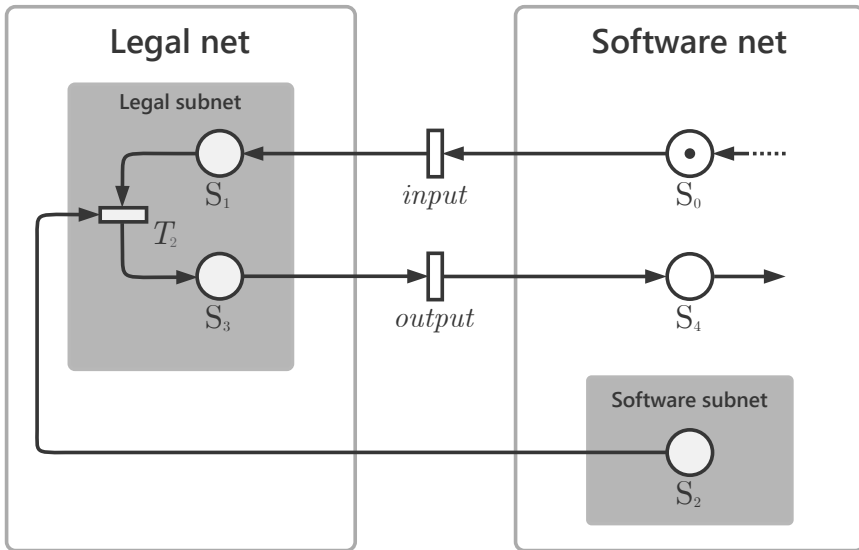 Legal net
Software net
Legal subnet
S₁
input
S₀
T₂
S₃
output
S₄
Software subnet
S₂